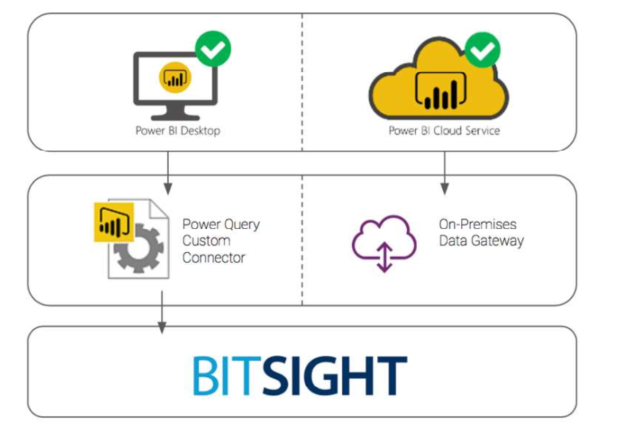 Power BI Desktop
Power BI Cloud Service
Power Query
Custom
Connector
On-Premises
Data Gateway
BITSIGHT